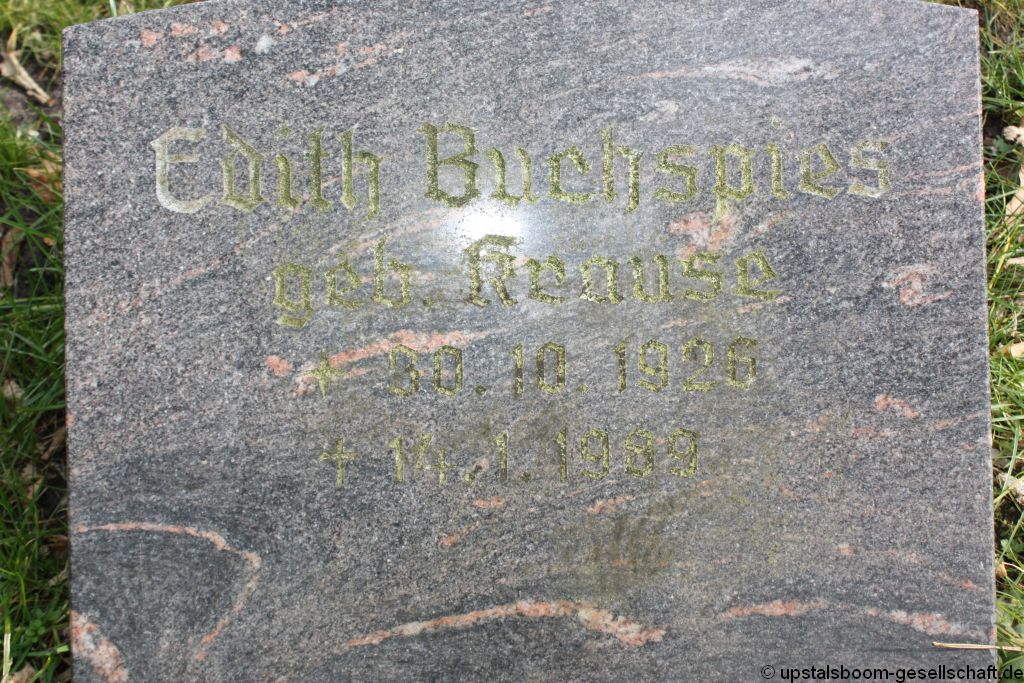 Edith Buchspies
geb. Krause
* 30. 10. 1926
† 14. 1. 1989
© upstalsboom-gesellschaft.de